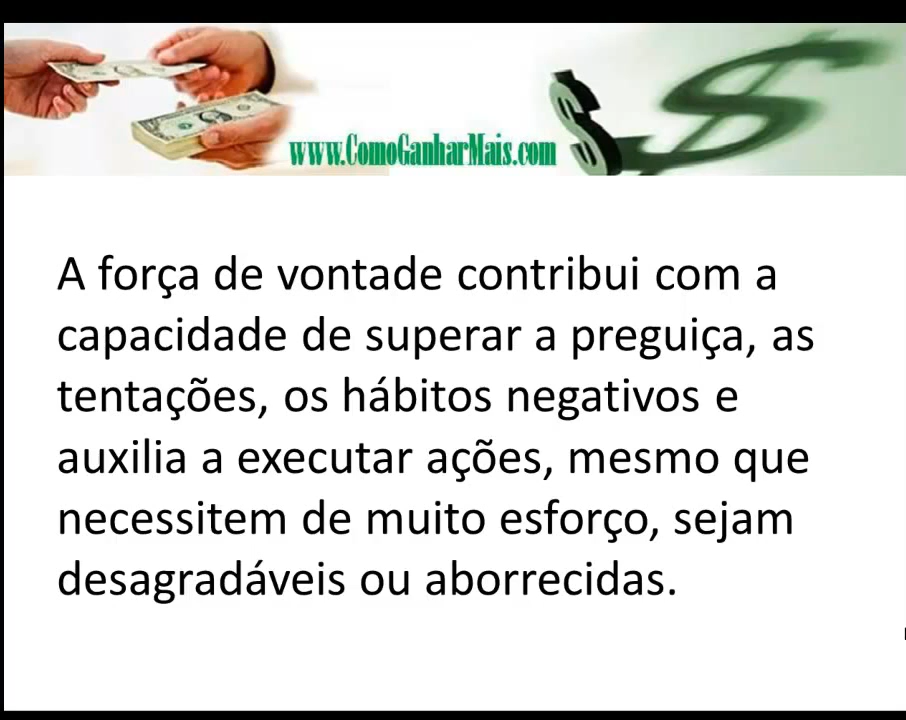 www.ComoGanharMais.com
A força de vontade contribui com a
capacidade de superar a preguiça, as
tentações, os hábitos negativos e
auxilia a executar ações, mesmo que
necessitem de muito esforço, sejam
desagradáveis ou aborrecidas.